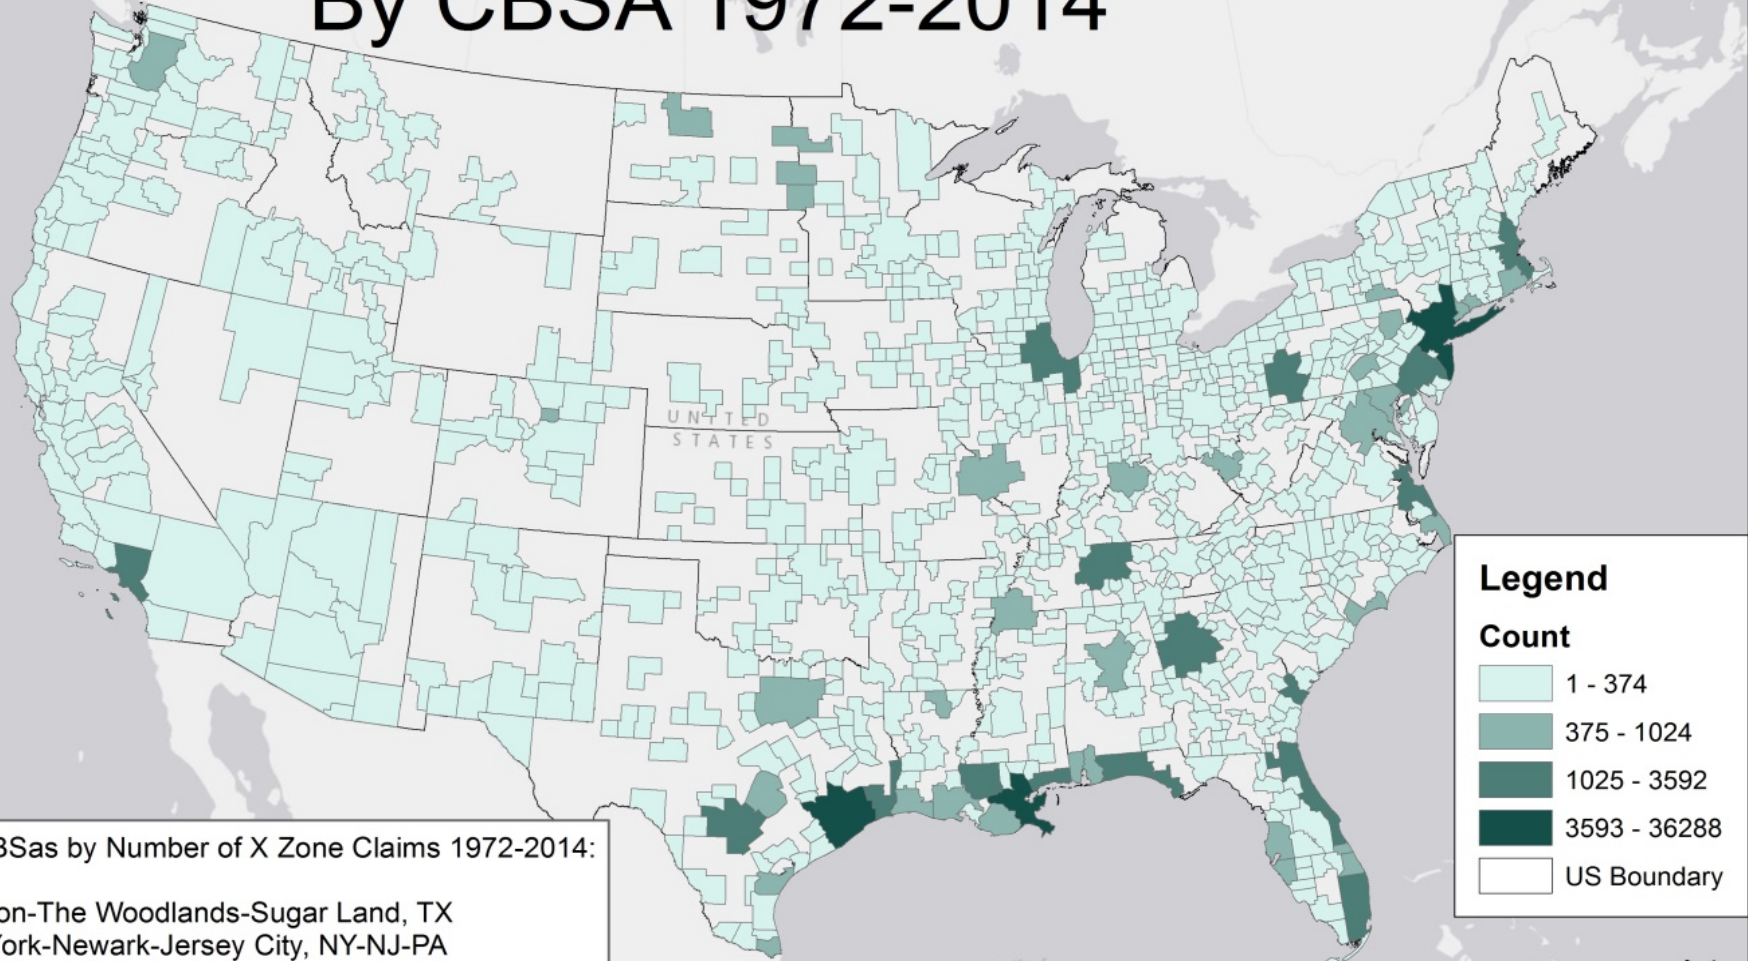 By CBSA 1972-2014
UNITED
STATES
Legend
Count
1 - 374
375 - 1024
1025 - 3592
3593 - 36288
US Boundary
BSas by Number of X Zone Claims 1972-2014:
on-The Woodlands-Sugar Land, TX
York-Newark-Jersey City, NY-NJ-PA